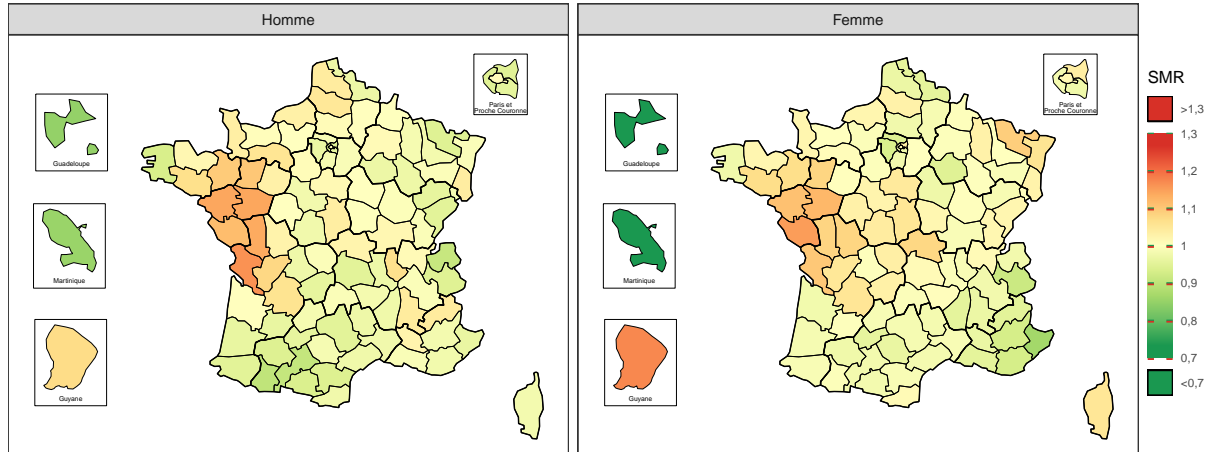 Homme
Femme
Paris et
Proche Couronne
Guadeloupe
Martinique
Guyane
Paris et
Proche Couronne
Guadeloupe
Martinique
Guyane
SMR
>1,3
1,3
1,2
1,1
1
0,9
0,8
0,7
<0,7